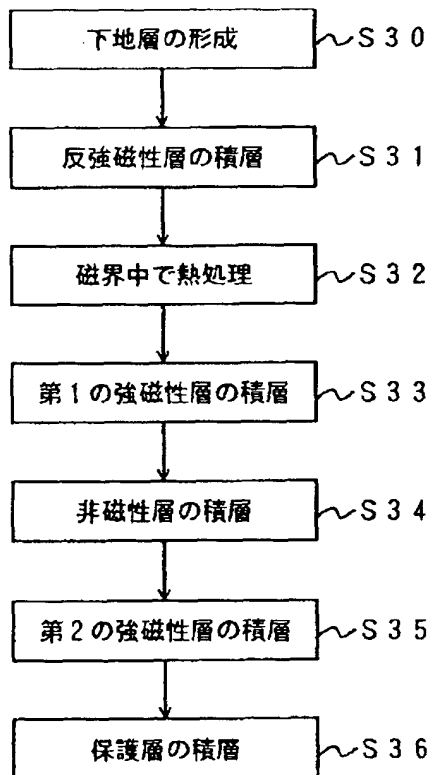 下地層の形成 S30
反強磁性層の積層 S31
磁界中で熱処理 S32
第1の強磁性層の積層 S33
非磁性層の積層 S34
第2の強磁性層の積層 S35
保護層の積層 S36